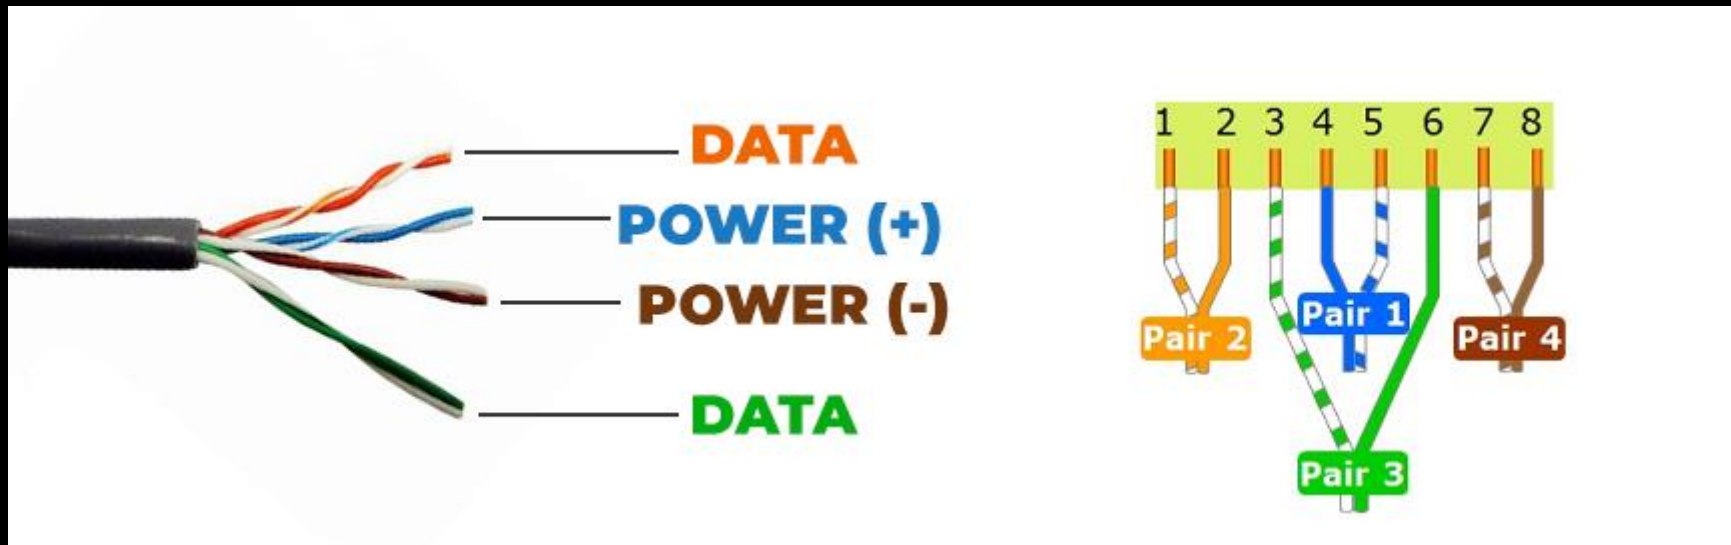 DATA
POWER (+)
POWER (-)
DATA
1 2 3 4 5 6 7 8
Pair 1
Pair 2
Pair 4
Pair 3